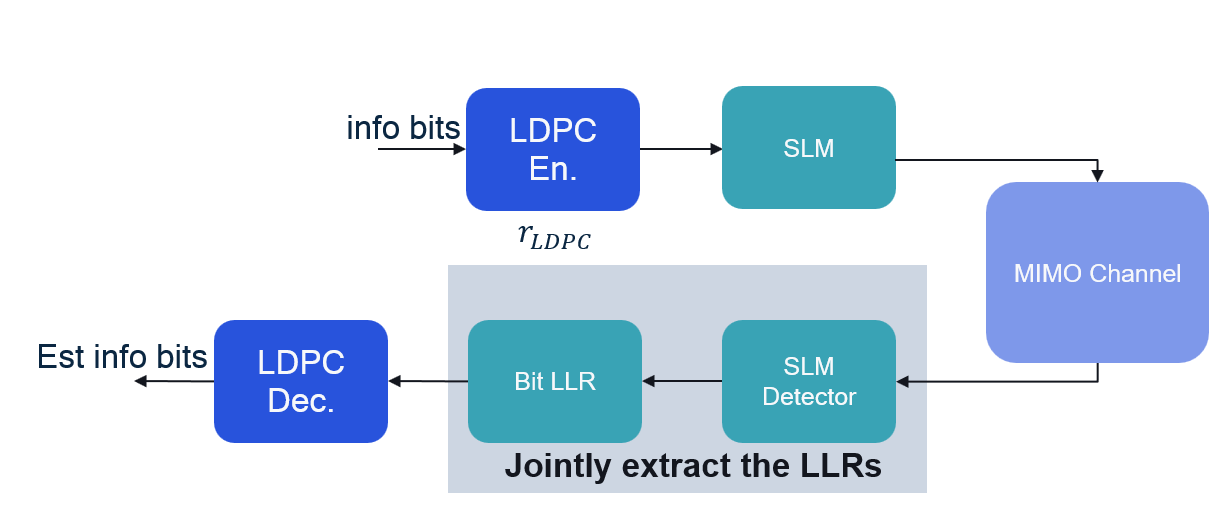 info bits
LDPC
En.
SLM
𝑟𝐿𝐷𝑃𝐶
MIMO Channel
Est info bits
LDPC
Dec.
Bit LLR
SLM
Detector
Jointly extract the LLRs